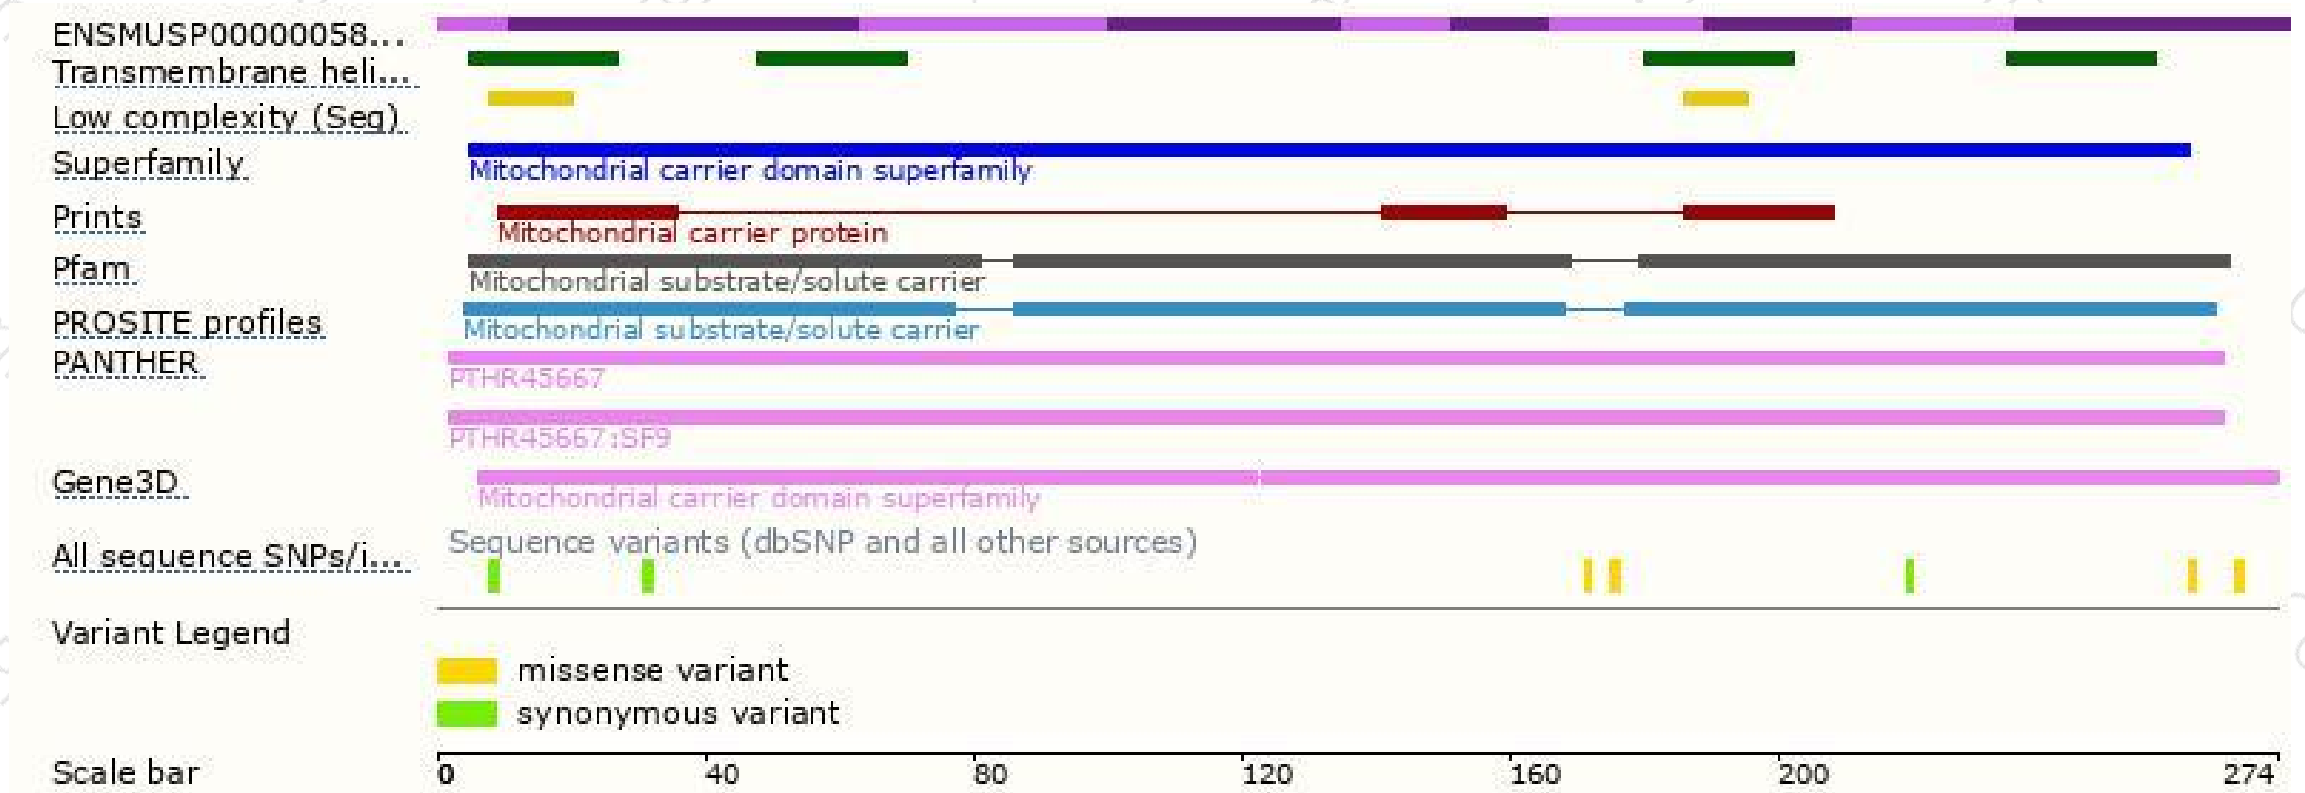 ENSMUSP00000058...
Transmembrane heli...
Low complexity (Seg)
Superfamily
Mitochondrial carrier domain superfamily
Prints
Mitochondrial carrier protein
Pfam
Mitochondrial substrate/solute carrier
PROSITE profiles
Mitochondrial substrate/solute carrier
PANTHER
PTHR45667
PTHR45667:SF9
Gene3D
Mitochondrial carrier domain superfamily
All sequence SNPs/i...
Sequence variants (dbSNP and all other sources)
Variant Legend
missense variant
synonymous variant
Scale bar 0 40 80 120 160 200 274